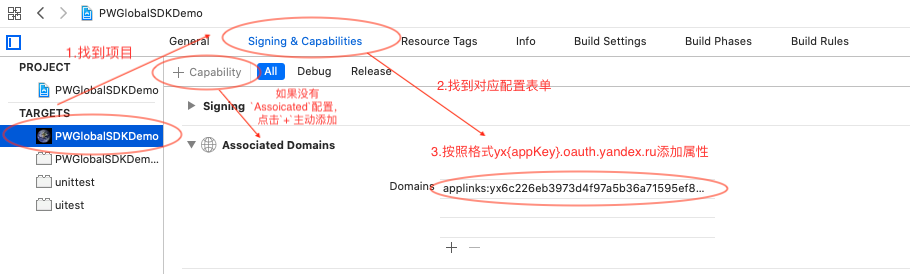 PWGlobalSDKDemo
1.找到项目
General
Signing & Capabilities
Resource Tags
Info
Build Settings
Build Phases
Build Rules
PROJECT
PWGlobalSDKDemo
TARGETS
PWGlobalSDKDemo
PWGlobalSDKDem...
unittest
uitest
+ Capability
All
Debug
Release
2.找到对应配置表单
Signing
如果没有
`Assoicated`配置,
点击`+`主动添加
Associated Domains
3.按照格式yx{appKey}.oauth.yandex.ru添加属性
Domains
applinks:yx6c226eb3973d4f97a5b36a71595ef8...
+ −